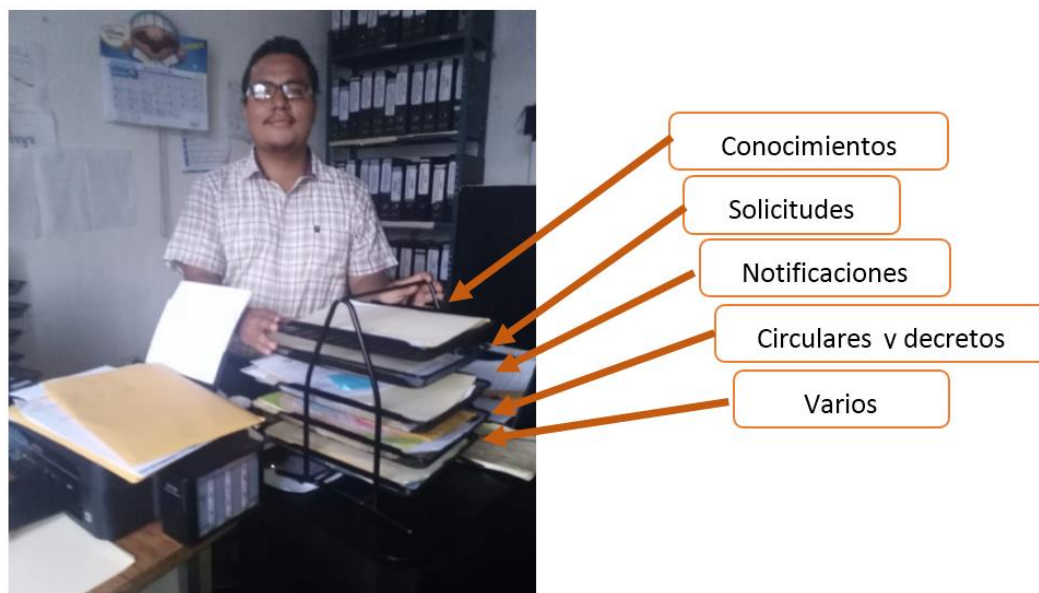 Conocimientos
Solicitudes
Notificaciones
Circulares y decretos
Varios